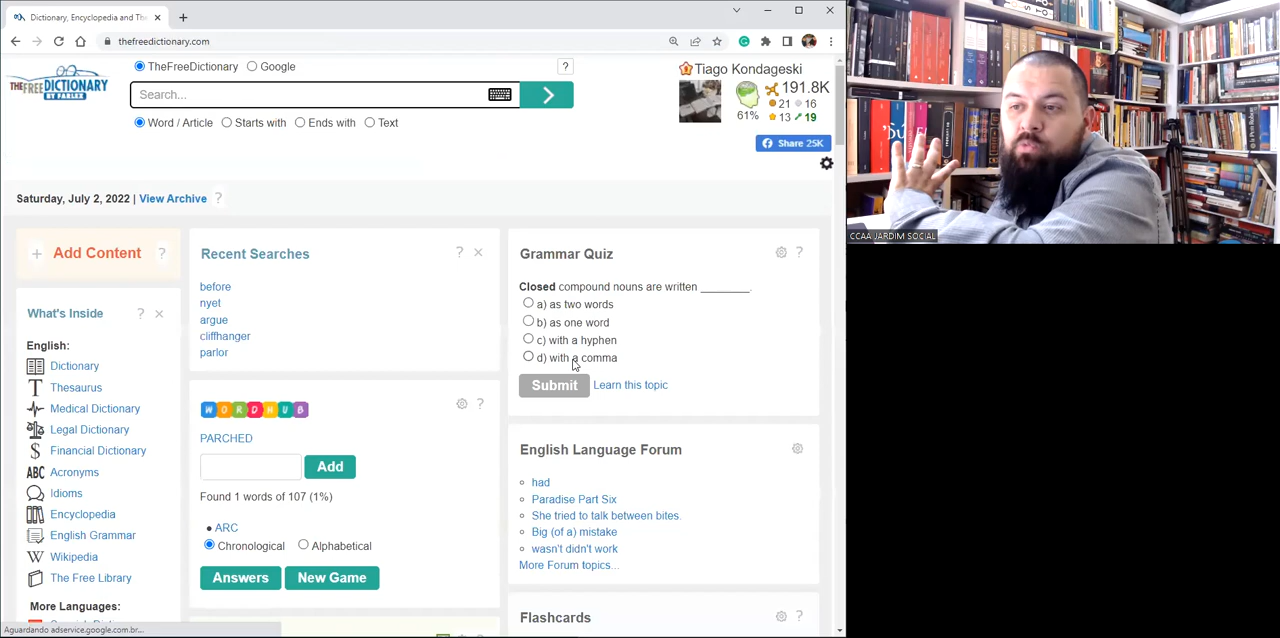 Dictionary, Encyclopedia and The
thefreedictionary.com
THEFREEDICTIONARY
BY FARLEX
TheFreeDictionary Google
?
Search...
Word / Article Starts with Ends with Text
Tiago Kondageski
191.8K
21 16
61% 13 19
Share 25K
Saturday, July 2, 2022 | View Archive ?
+ Add Content ?
What's Inside ?
English:
Dictionary
Thesaurus
Medical Dictionary
Legal Dictionary
$ Financial Dictionary
ABC Acronyms
Idioms
Encyclopedia
English Grammar
W Wikipedia
The Free Library
More Languages:
Recent Searches ?
before
nyet
argue
cliffhanger
parlor
WORDHUB ?
PARCHED
Add
Found 1 words of 107 (1%)
ARC
Chronological Alphabetical
Answers New Game
Grammar Quiz ?
Closed compound nouns are written ________.
a) as two words
b) as one word
c) with a hyphen
d) with a comma
Submit Learn this topic
English Language Forum
had
Paradise Part Six
She tried to talk between bites.
Big (of a) mistake
wasn't didn't work
More Forum topics...
Flashcards ?
Aguardando adservice.google.com.br...
CCAA JARDIM SOCIAL